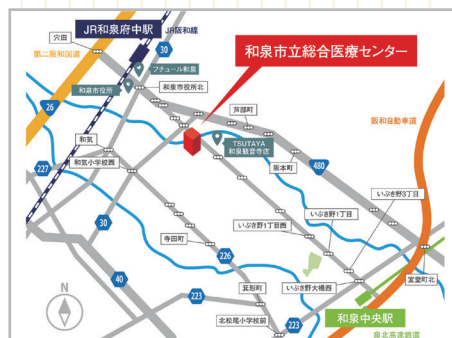 JR和泉府中駅
JR阪和線
穴田
30
第二阪和国道
フチュール和泉
和泉市立総合医療センター
和泉市役所
和泉市役所北
26
芦部町
阪和自動車道
和気
TSUTAYA
和泉観音寺店
227
和気小学校西
阪本町
480
いぶき野3丁目
いぶき野1丁目
30
いぶき野1丁目西
寺田町
226
室堂町北
40
N
223
箕形町
いぶき野大橋西
和泉中央駅
北松尾小学校前
223
泉北高速鉄道